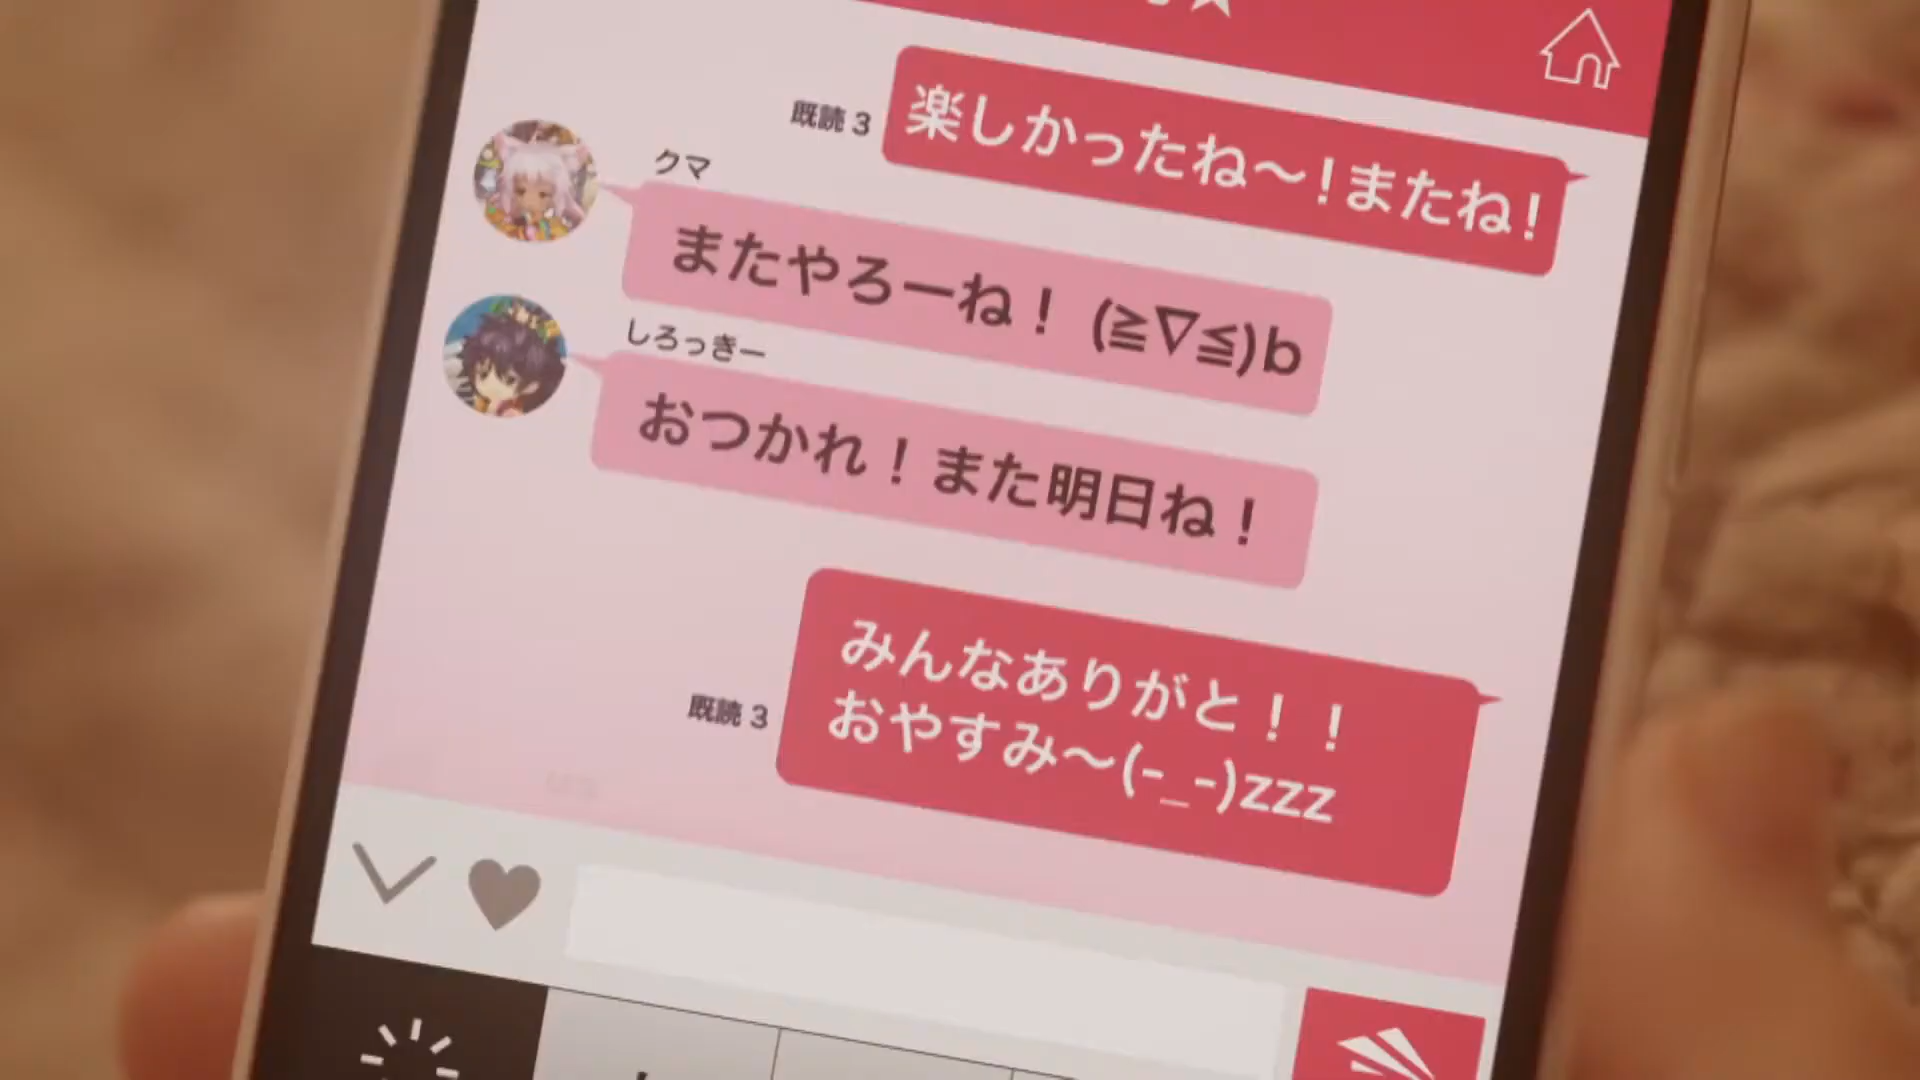 既読 3
楽しかったね〜！またね！
クマ
またやろーね！ (≧∇≦)b
しろっきー
おつかれ！また明日ね！
みんなありがと！！
既読 3
おやすみ〜(-_-)zzz